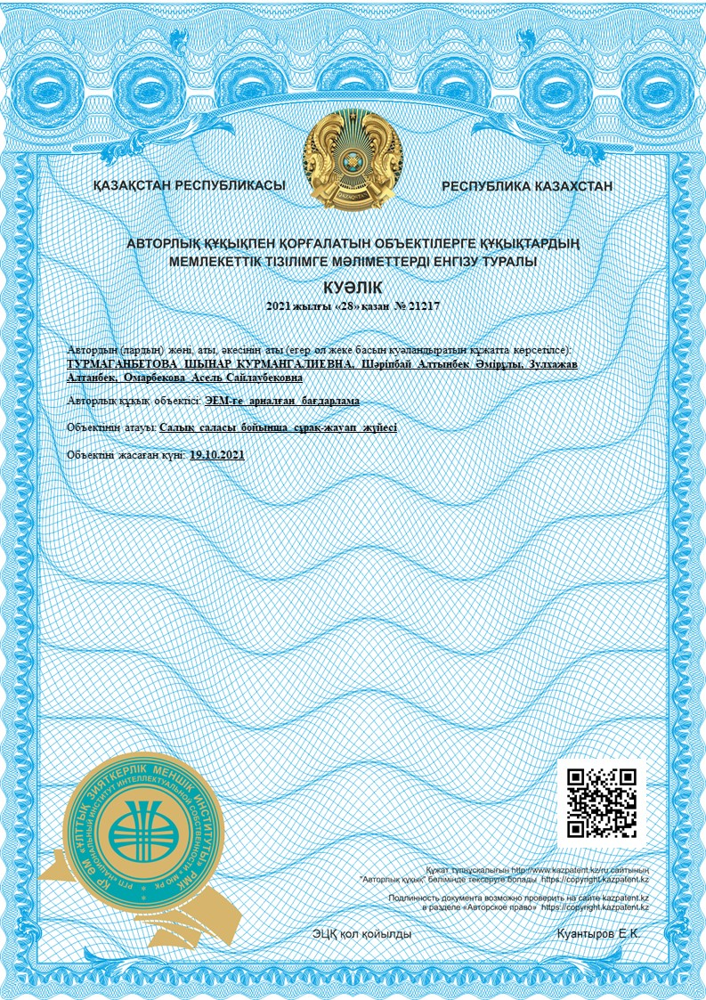 ҚАЗАҚСТАН РЕСПУБЛИКАСЫ
РЕСПУБЛИКА КАЗАХСТАН
ҚАЗАҚСТАН
АВТОРЛЫҚ ҚҰҚЫҚПЕН ҚОРҒАЛАТЫН ОБЪЕКТІЛЕРГЕ ҚҰҚЫҚТАРДЫҢ
МЕМЛЕКЕТТІК ТІЗІЛІМГЕ МӘЛІМЕТТЕРДІ ЕНГІЗУ ТУРАЛЫ
КУӘЛІК
2021 жылғы «28» қазан № 21217
Автордың (лардың) жөні, аты, әкесінің аты (егер ол жеке басын куәландыратын құжатта көрсетілсе):
ТУРМАГАНБЕТОВА ШЫНАР КУРМАНГАЛИЕВНА, Шәріпбай Алтынбек Әмірұлы, Зулхажав
Алтанбек, Омарбекова Асель Сайлаубековна
Авторлық құқық объектісі: ЭЕМ-ге арналған бағдарлама
Объектінің атауы: Салық саласы бойынша сұрақ-жауап жүйесі
Объектіні жасаған күні: 19.10.2021
ҚР ӘМ «ҰЛТТЫҚ ЗИЯТКЕРЛІК МЕНШІК ИНСТИТУТЫ» РМК
РГП «НАЦИОНАЛЬНЫЙ ИНСТИТУТ ИНТЕЛЛЕКТУАЛЬНОЙ СОБСТВЕННОСТИ» МЮ РК
Құжат түпнұсқалығын http://www.kazpatent.kz/ru сайтының
"Авторлық құқық" бөлімінде тексеруге болады https://copyright.kazpatent.kz
Подлинность документа возможно проверить на сайте kazpatent.kz
в разделе «Авторское право» https://copyright.kazpatent.kz
ЭЦҚ қол қойылды
Куантыров Е.К.